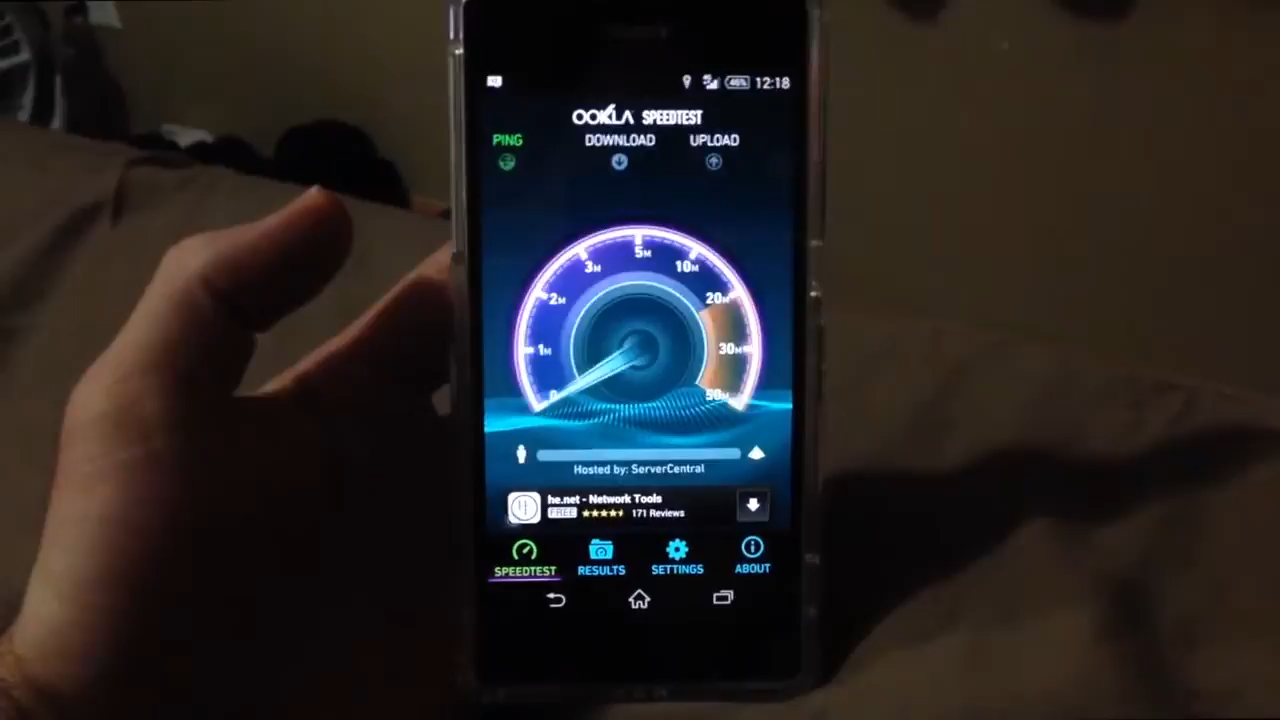 46% 12:18
OOKLA SPEEDTEST
PING DOWNLOAD UPLOAD
5M
3M 10M
2M 20M
1M 30M
0 50M
Hosted by: ServerCentral
he.net - Network Tools
FREE 171 Reviews
SPEEDTEST RESULTS SETTINGS ABOUT